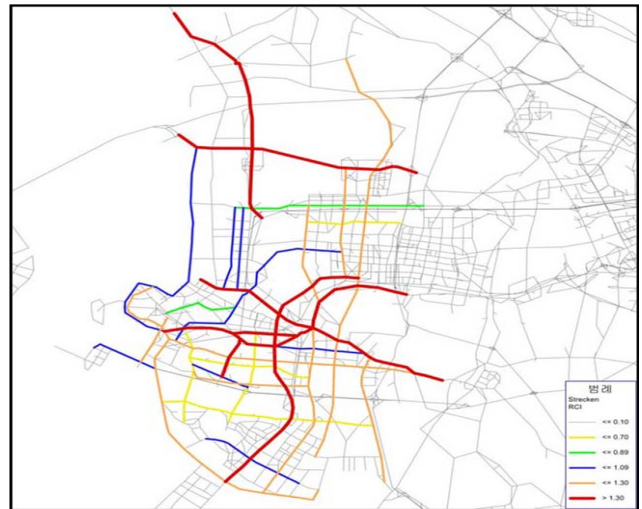 범례
Strecken
RCI
<= 0.10
<= 0.70
<= 0.89
<= 1.09
<= 1.30
> 1.30